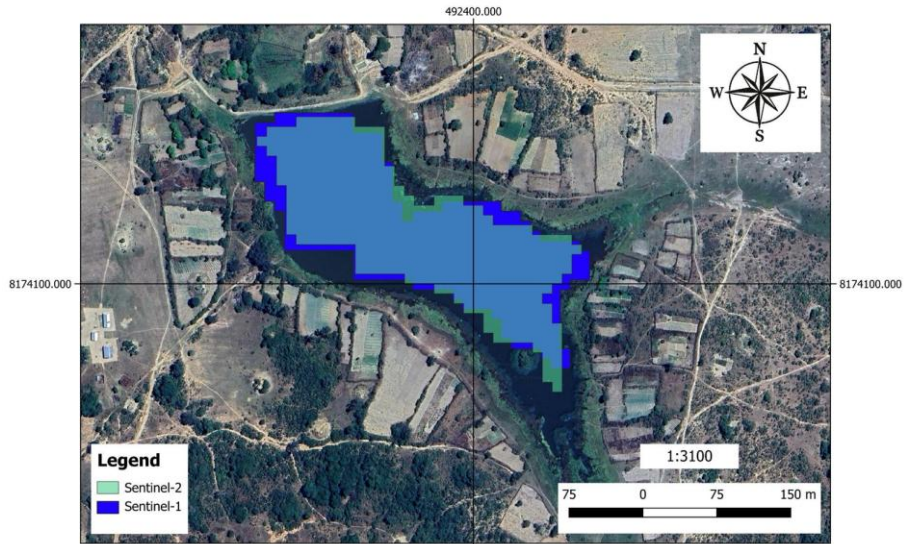 492400.000
N
W E
S
8174100.000 8174100.000
Legend
Sentinel-2
Sentinel-1
1:3100
75 0 75 150 m